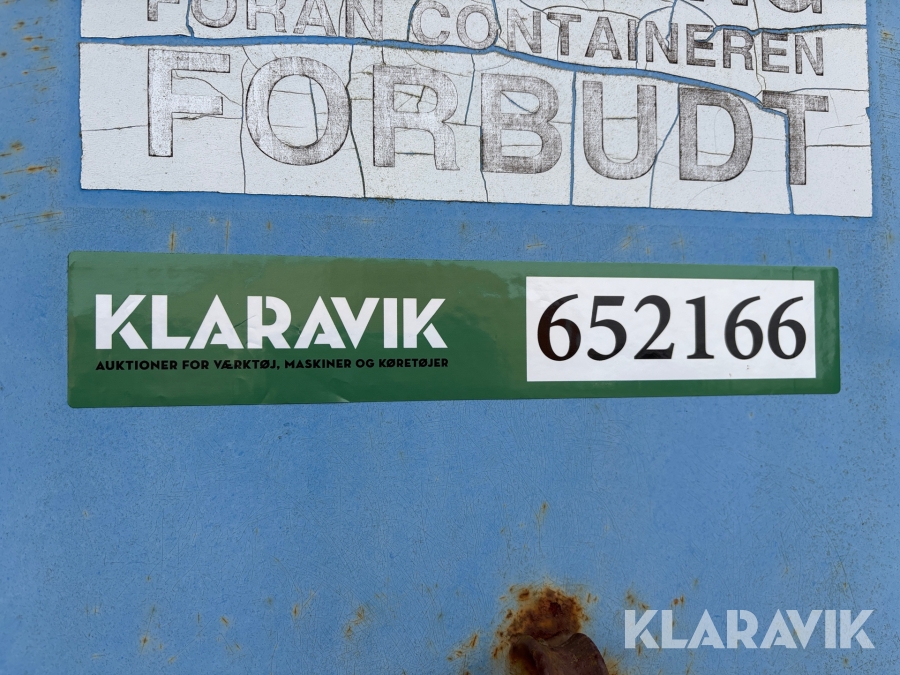 FORAN CONTAINEREN
FORBUDT
KLARAVIK
AUKTIONER FOR VÆRKTØJ, MASKINER OG KØRETØJER
652166
KLARAVIK